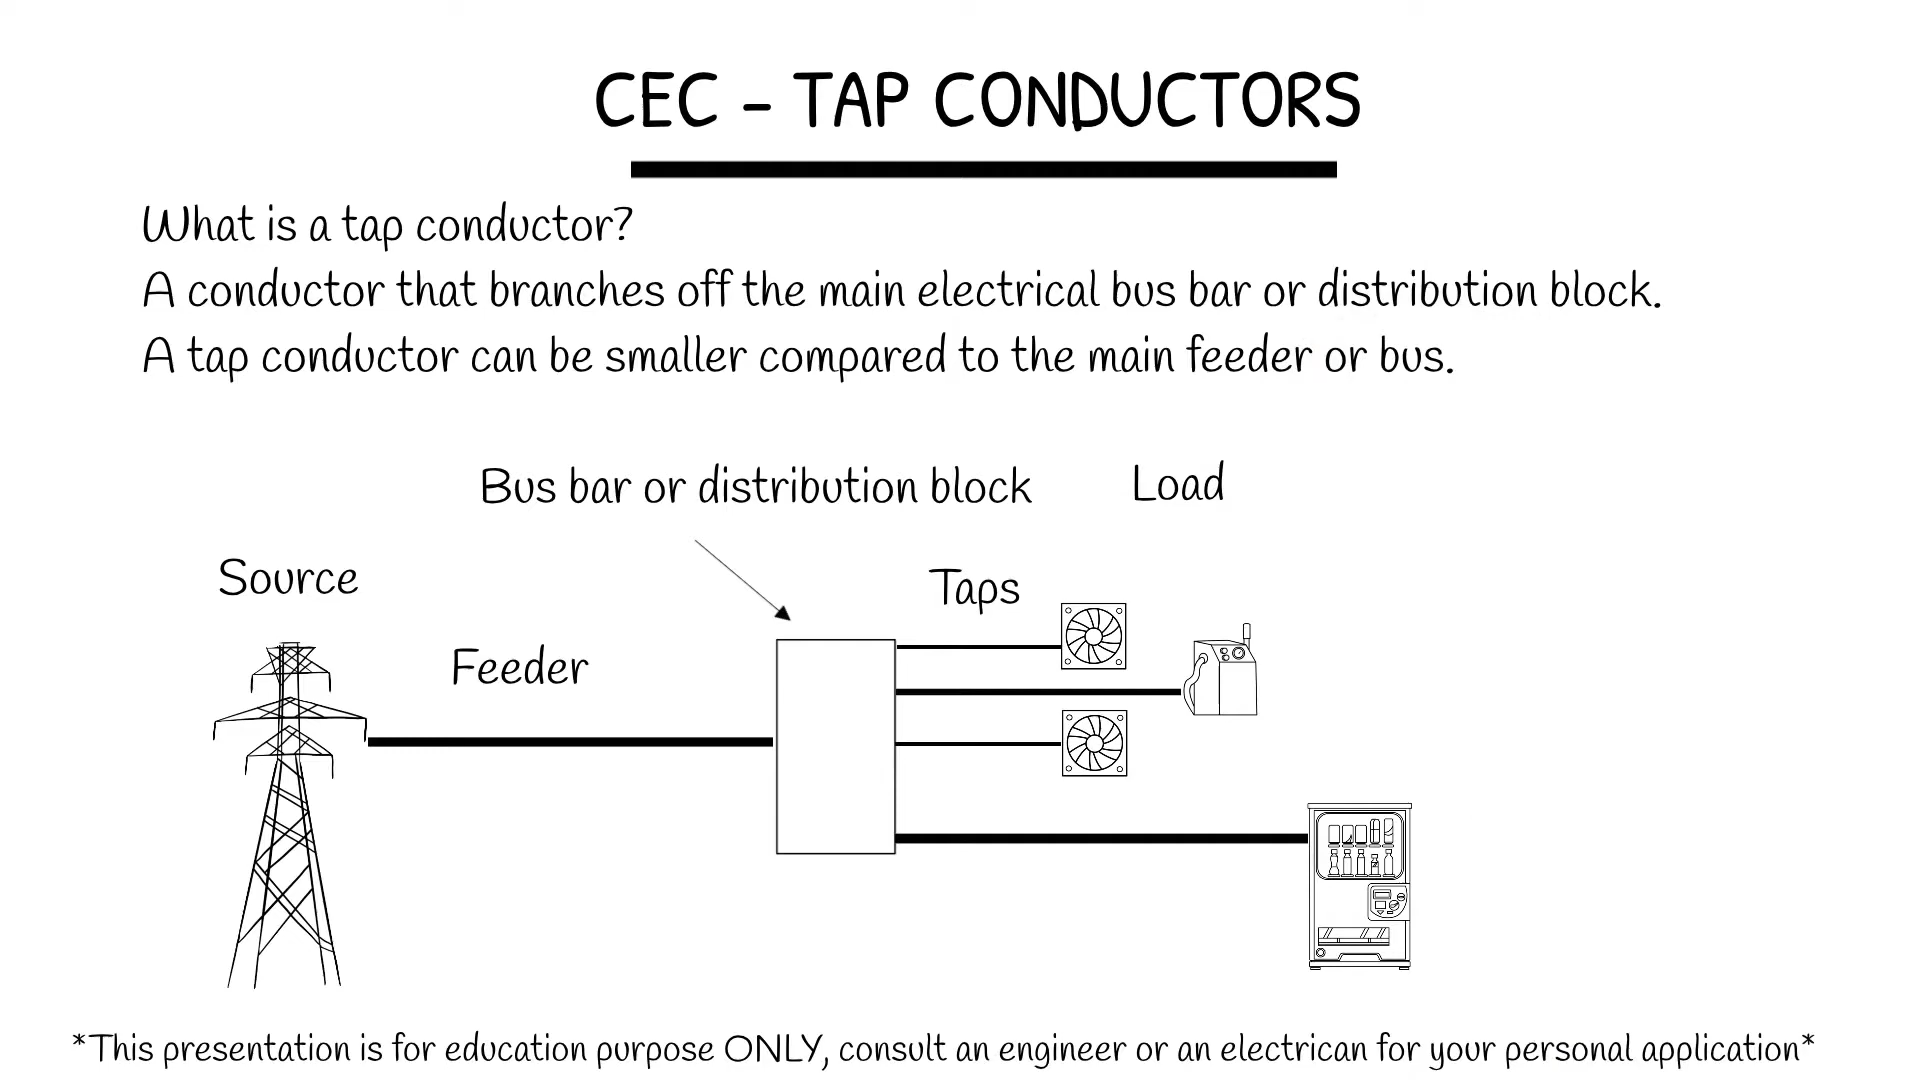 CEC - TAP CONDUCTORS
What is a tap conductor?
A conductor that branches off the main electrical bus bar or distribution block.
A tap conductor can be smaller compared to the main feeder or bus.
Bus bar or distribution block
Load
Source
Taps
Feeder
*This presentation is for education purpose ONLY, consult an engineer or an electrican for your personal application*